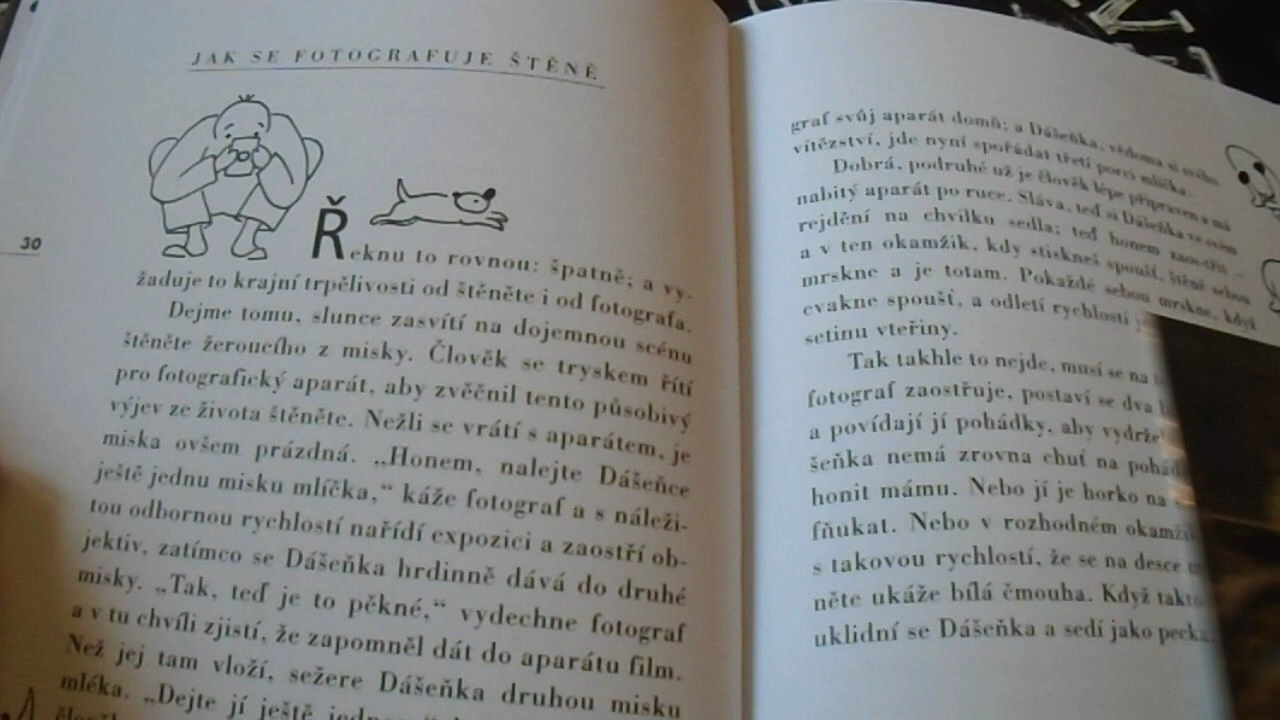 JAK SE FOTOGRAFUJE ŠTĚNĚ
30
Řeknu to rovnou: špatně; a vy-
žaduje to krajní trpělivosti od štěněte i od fotografa.
Dejme tomu, slunce zasvítí na dojemnou scénu
štěněte žeroucího z misky. Člověk se tryskem řítí
pro fotografický aparát, aby zvěčnil tento působivý
výjev ze života štěněte. Nežli se vrátí s aparátem, je
miska ovšem prázdná. „Honem, nalejte Dášeňce
ještě jednu misku mlíčka,“ káže fotograf a s náleži-
tou odbornou rychlostí nařídí expozici a zaostří ob-
jektiv, zatímco se Dášeňka hrdinně dává do druhé
misky. „Tak, teď je to pěkné,“ vydechne fotograf
a v tu chvíli zjistí, že zapomněl dát do aparátu film.
Než jej tam vloží, sežere Dášeňka druhou misku
mléka. „Dejte jí ještě
graf svůj aparát domů; a Dášeňka, vědoma si svého
vítězství, jde nyní spořádat třetí porci mlíčka.
Dobrá, podruhé už je člověk lépe připraven a má
nabitý aparát po ruce. Sláva, teď si Dášeňka ve svém
rejdění na chvilku sedla; teď honem zaostřit –
a v ten okamžik, kdy stiskneš spoušť, štěně sebou
mrskne a je totam. Pokaždé sebou mrskne, když
cvakne spoušť, a odletí rychlostí
setinu vteřiny.
Tak takhle to nejde, musí se na
fotograf zaostřuje, postaví se dva
a povídají jí pohádky, aby
šeňka nemá zrovna chuť na
honit mámu. Nebo jí je horko na
fňukat. Nebo v rozhodném
s takovou rychlostí, že se na desce
něte ukáže bílá čmouha. Když
uklidní se Dášeňka a sedí jako